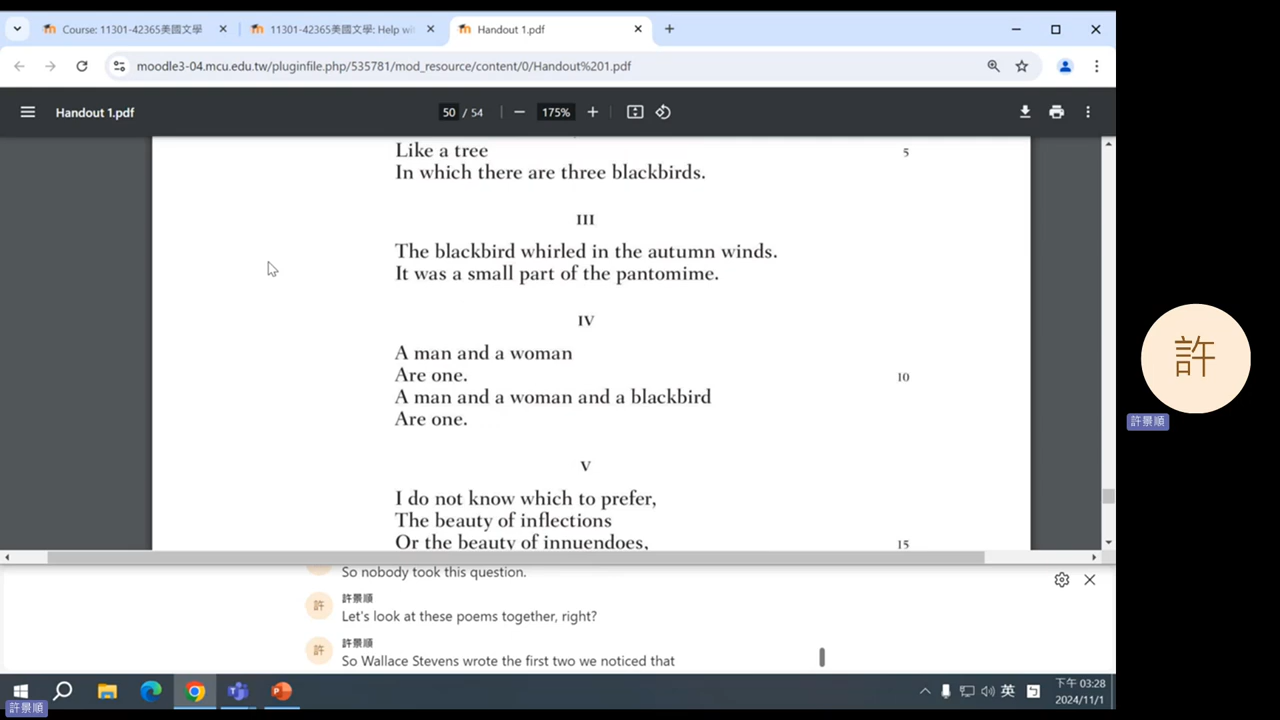 Course: 11301-42365美國文學
11301-42365美國文學: Help wi
Handout 1.pdf
moodle3-04.mcu.edu.tw/pluginfile.php/535781/mod_resource/content/0/Handout%201.pdf
Handout 1.pdf
50 / 54
175%
Like a tree
5
In which there are three blackbirds.
III
The blackbird whirled in the autumn winds.
It was a small part of the pantomime.
IV
A man and a woman
Are one.
10
A man and a woman and a blackbird
Are one.
V
I do not know which to prefer,
The beauty of inflections
Or the beauty of innuendoes,
15
So nobody took this question.
許
許景順
Let's look at these poems together, right?
許
許景順
So Wallace Stevens wrote the first two we noticed that
許
許景順
英
下午 03:28
2024/11/1
許景順